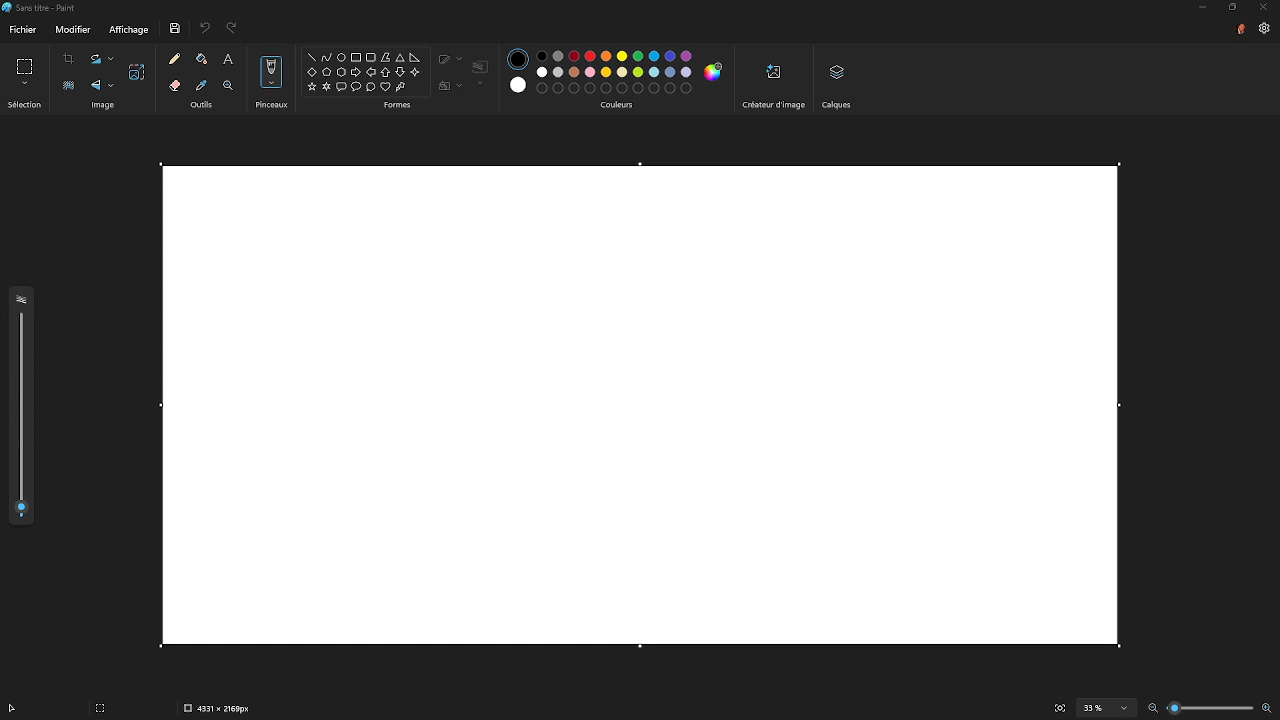 Sans titre - Paint
Fichier Modifier Affichage
Sélection Image Outils Pinceaux Formes Couleurs Créateur d'image Calques
4331 × 2169px 33 %